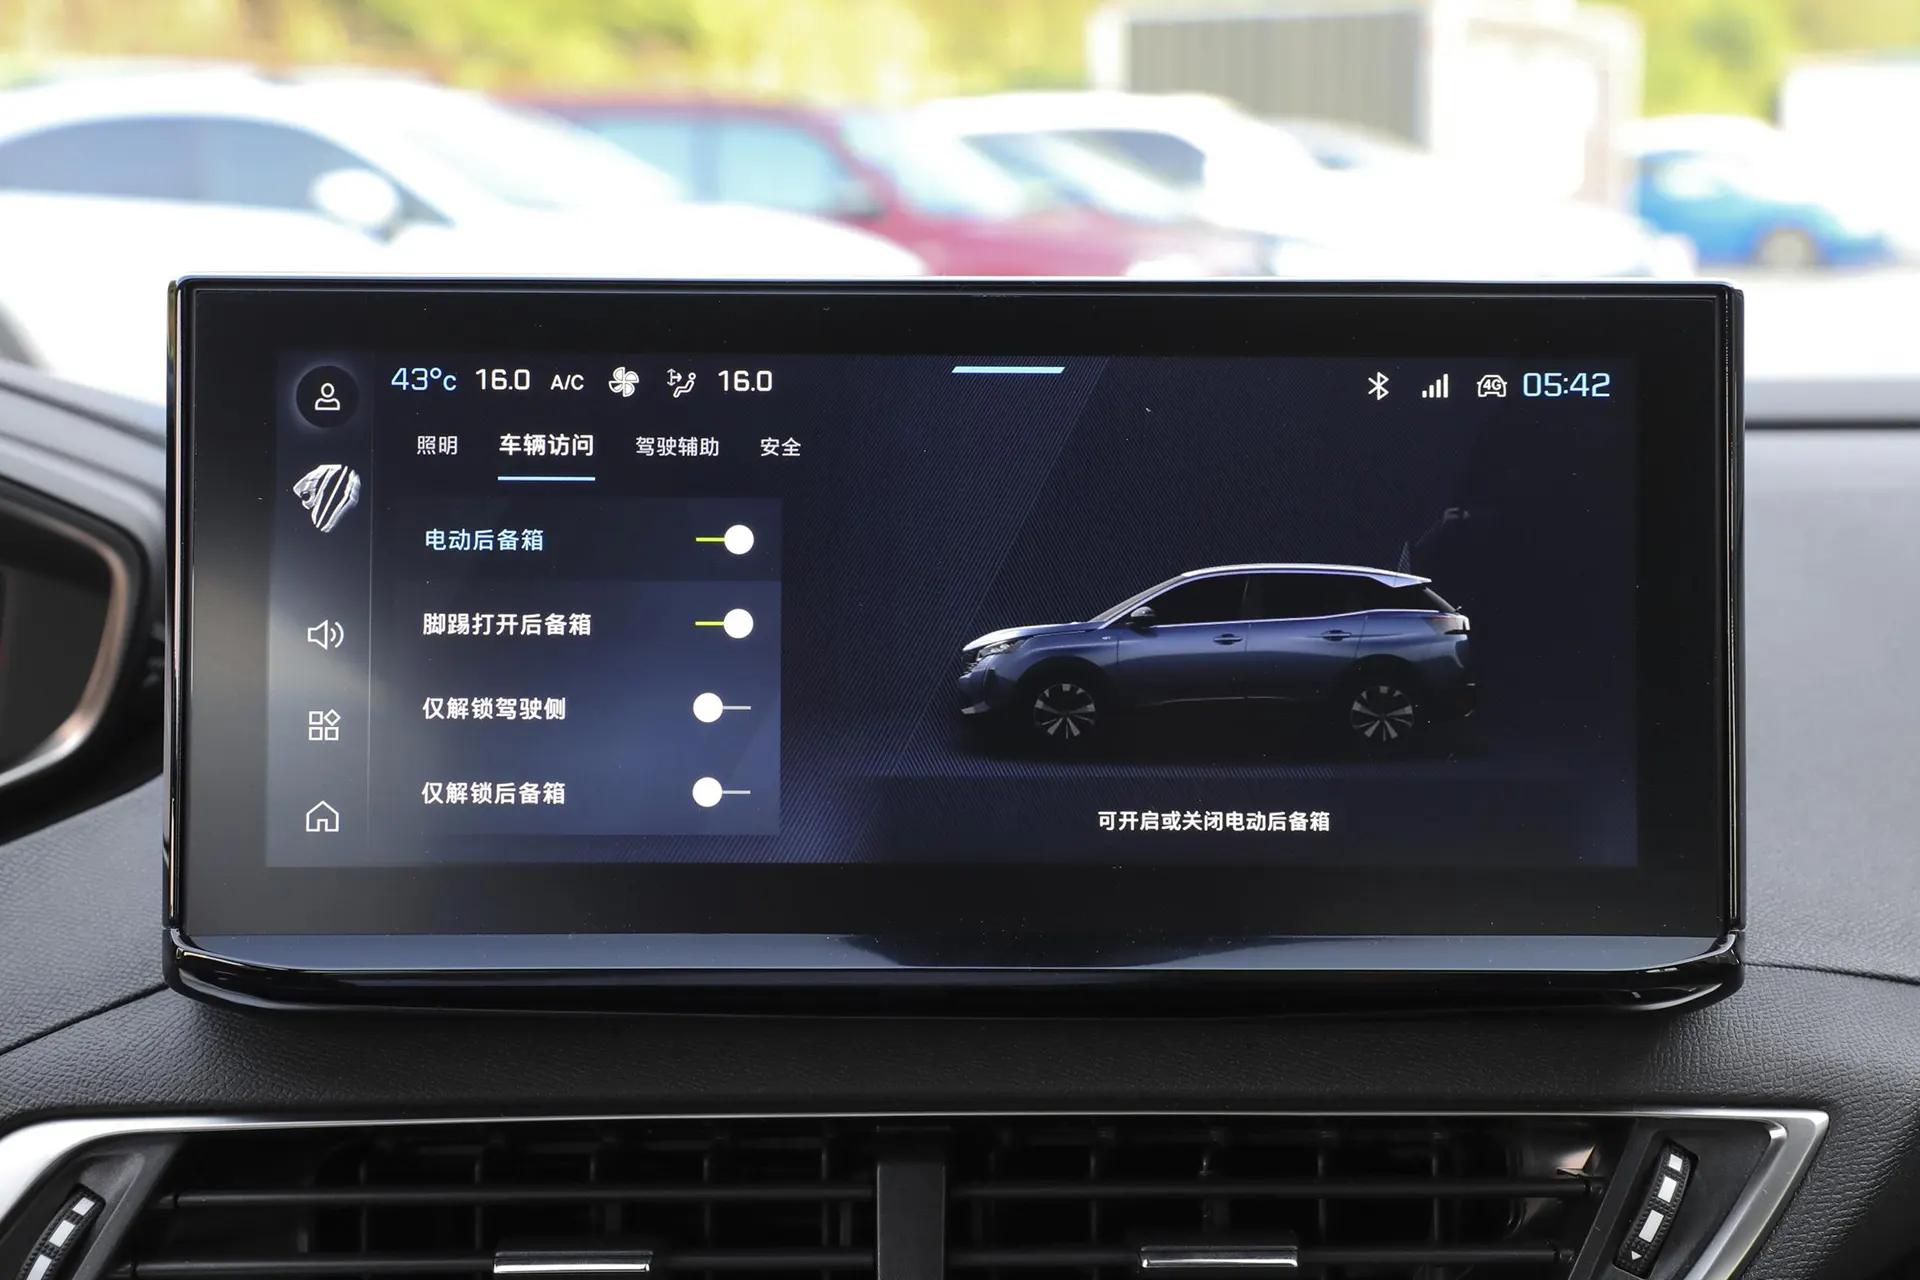 43°c 16.0 A/C 16.0 4G 05:42
照明 车辆访问 驾驶辅助 安全
电动后备箱
脚踢打开后备箱
仅解锁驾驶侧
仅解锁后备箱
可开启或关闭电动后备箱